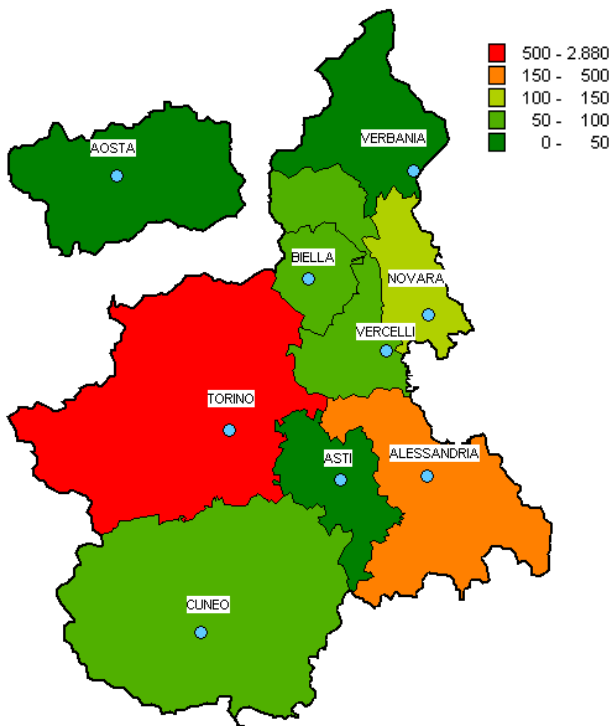 500 - 2.880
150 - 500
100 - 150
50 - 100
0 - 50
AOSTA
VERBANIA
BIELLA
NOVARA
VERCELLI
TORINO
ASTI
ALESSANDRIA
CUNEO